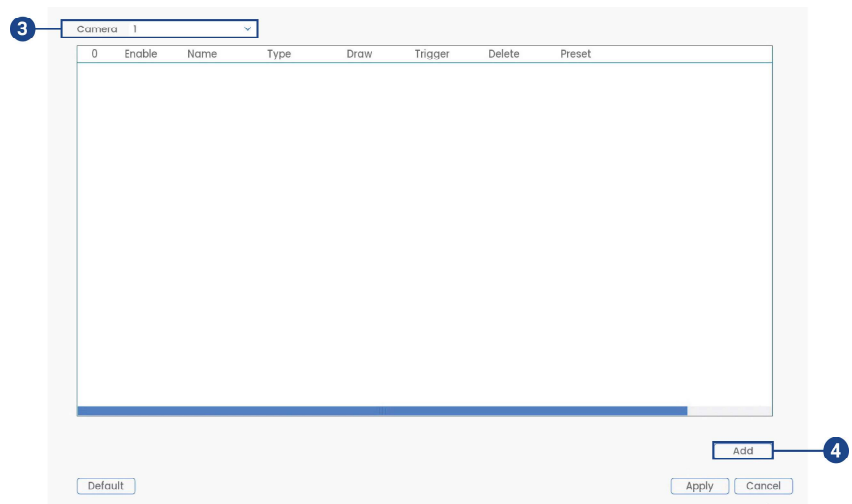 3
Camera 1
0 Enable Name Type Draw Trigger Delete Preset
Add
4
Default Apply Cancel